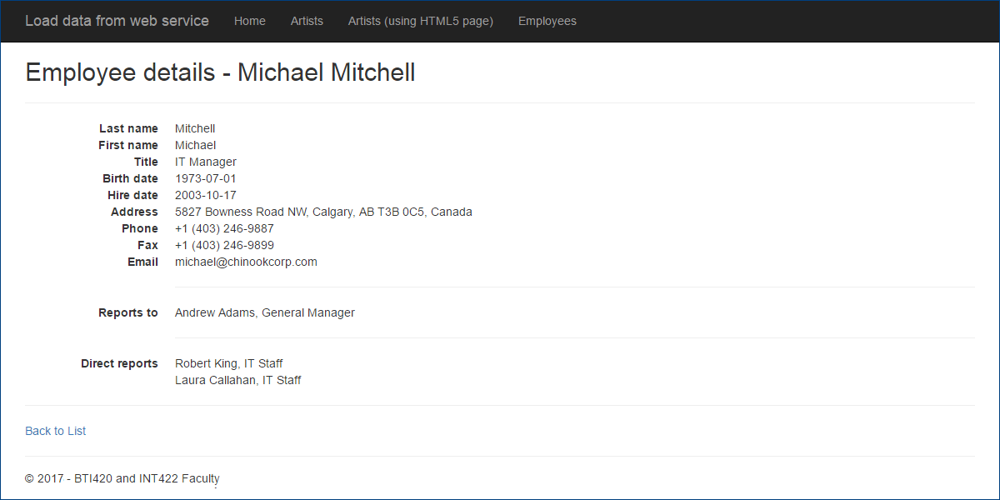 Load data from web service Home Artists Artists (using HTML5 page) Employees
Employee details - Michael Mitchell
Last name Mitchell
First name Michael
Title IT Manager
Birth date 1973-07-01
Hire date 2003-10-17
Address 5827 Bowness Road NW, Calgary, AB T3B 0C5, Canada
Phone +1 (403) 246-9887
Fax +1 (403) 246-9899
Email michael@chinookcorp.com
Reports to Andrew Adams, General Manager
Direct reports Robert King, IT Staff
Laura Callahan, IT Staff
Back to List
© 2017 - BTI420 and INT422 Faculty